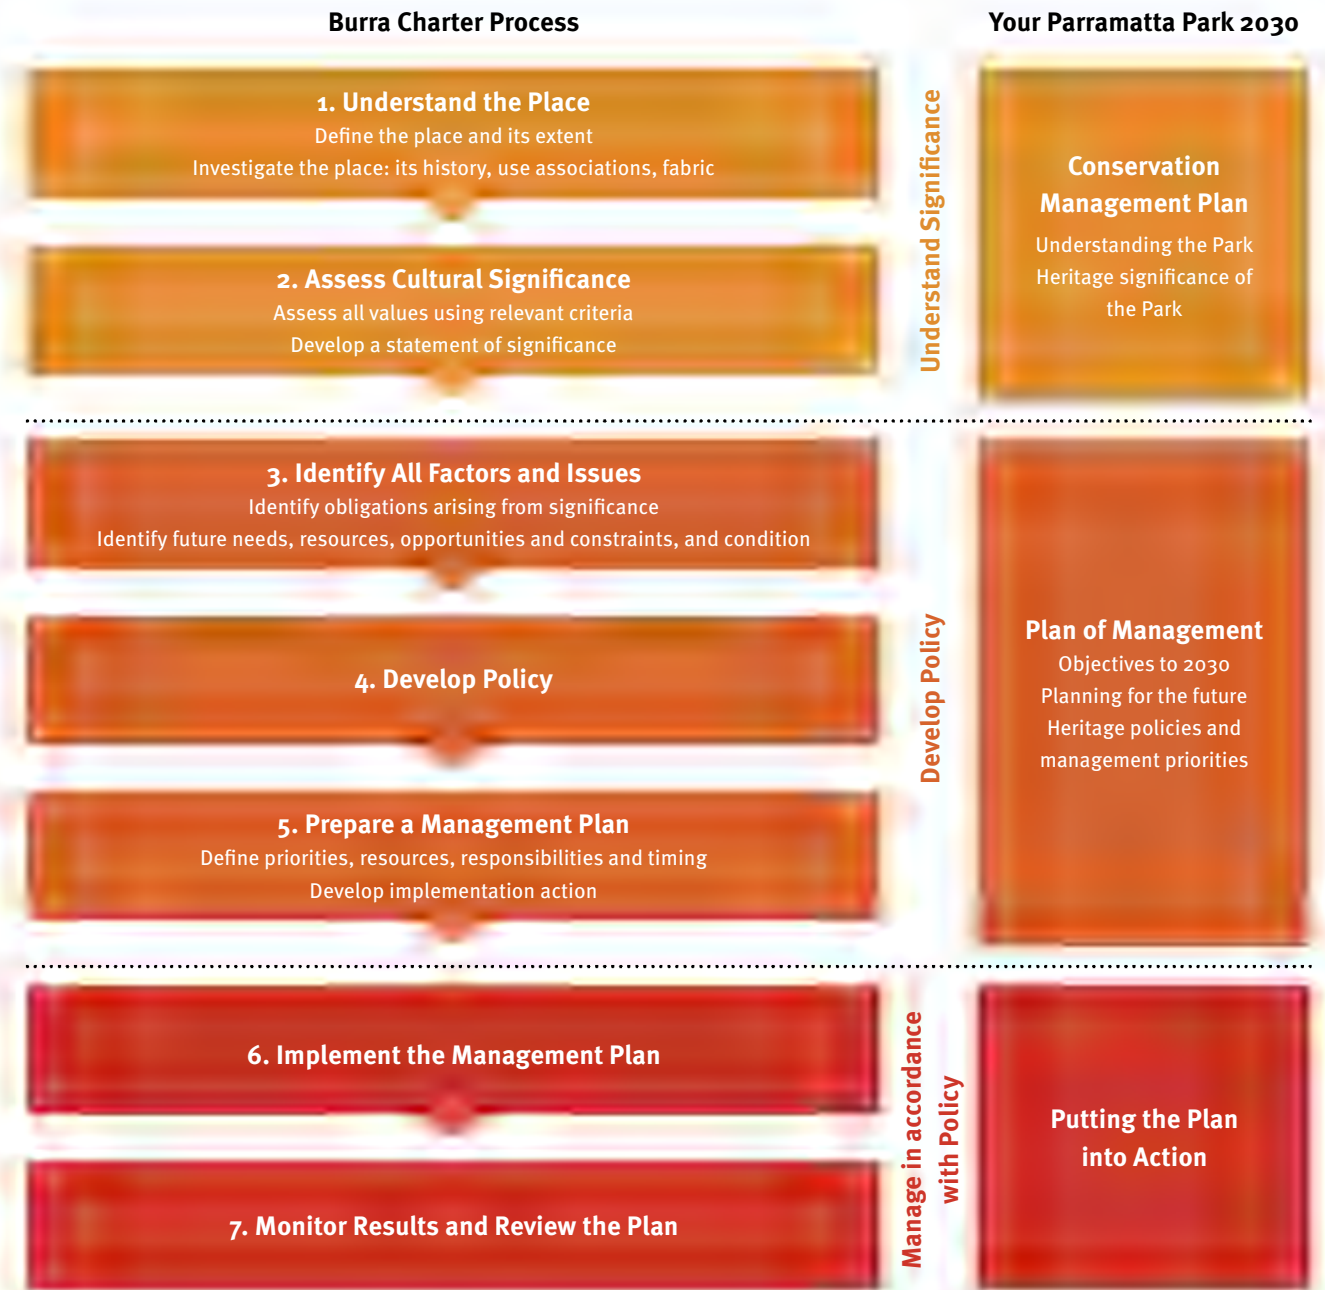 Burra Charter Process
Your Parramatta Park 2030
1. Understand the Place
Define the place and its extent
Investigate the place: its history, use associations, fabric
2. Assess Cultural Significance
Assess all values using relevant criteria
Develop a statement of significance
Understand Significance
Conservation
Management Plan
Understanding the Park
Heritage significance of
the Park
3. Identify All Factors and Issues
Identify obligations arising from significance
Identify future needs, resources, opportunities and constraints, and condition
4. Develop Policy
5. Prepare a Management Plan
Define priorities, resources, responsibilities and timing
Develop implementation action
Develop Policy
Plan of Management
Objectives to 2030
Planning for the future
Heritage policies and
management priorities
6. Implement the Management Plan
7. Monitor Results and Review the Plan
Manage in accordance
with Policy
Putting the Plan
into Action